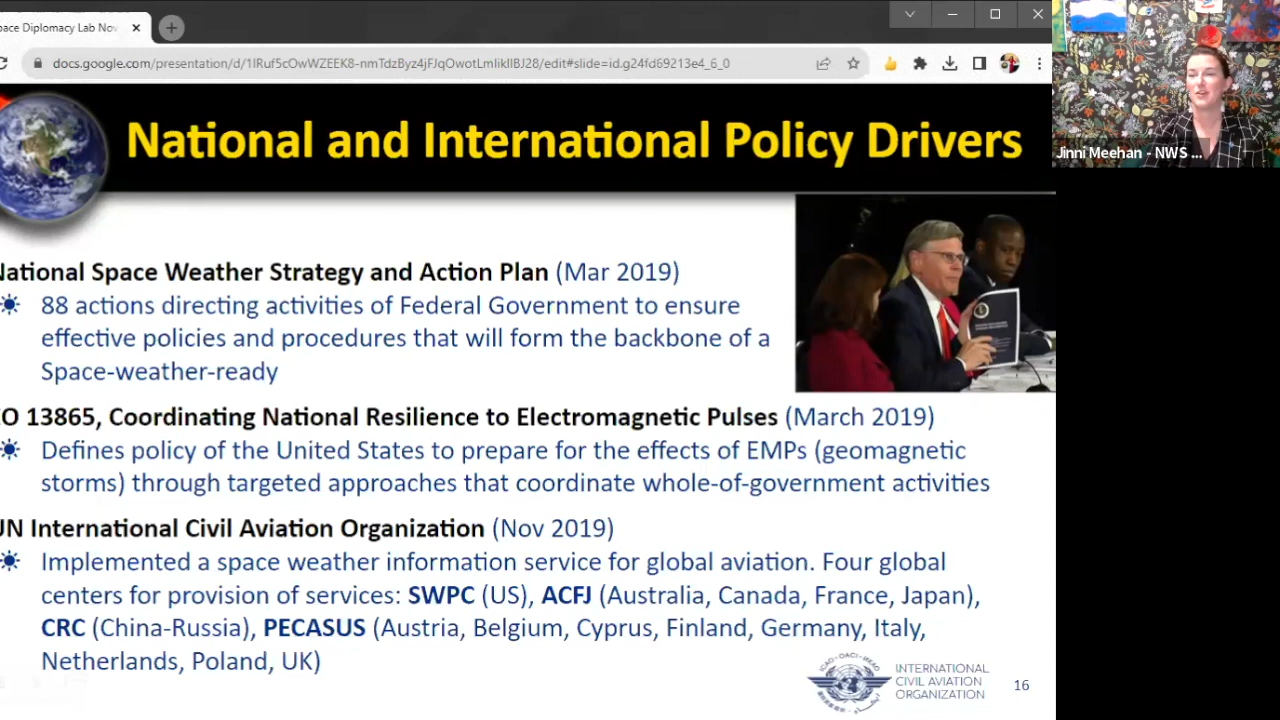 pace Diplomacy Lab Nov
docs.google.com/presentation/d/1lRuf5cOwWZEEK8-nmTdzByz4jFJqOwotLmlikIlBJ28/edit#slide=id.g24fd69213e4_6_0
Jinni Meehan - NWS ...
National and International Policy Drivers
National Space Weather Strategy and Action Plan (Mar 2019)
88 actions directing activities of Federal Government to ensure
effective policies and procedures that will form the backbone of a
Space-weather-ready
EO 13865, Coordinating National Resilience to Electromagnetic Pulses (March 2019)
Defines policy of the United States to prepare for the effects of EMPs (geomagnetic
storms) through targeted approaches that coordinate whole-of-government activities
UN International Civil Aviation Organization (Nov 2019)
Implemented a space weather information service for global aviation. Four global
centers for provision of services: SWPC (US), ACFJ (Australia, Canada, France, Japan),
CRC (China-Russia), PECASUS (Austria, Belgium, Cyprus, Finland, Germany, Italy,
Netherlands, Poland, UK)
INTERNATIONAL
CIVIL AVIATION
ORGANIZATION
16